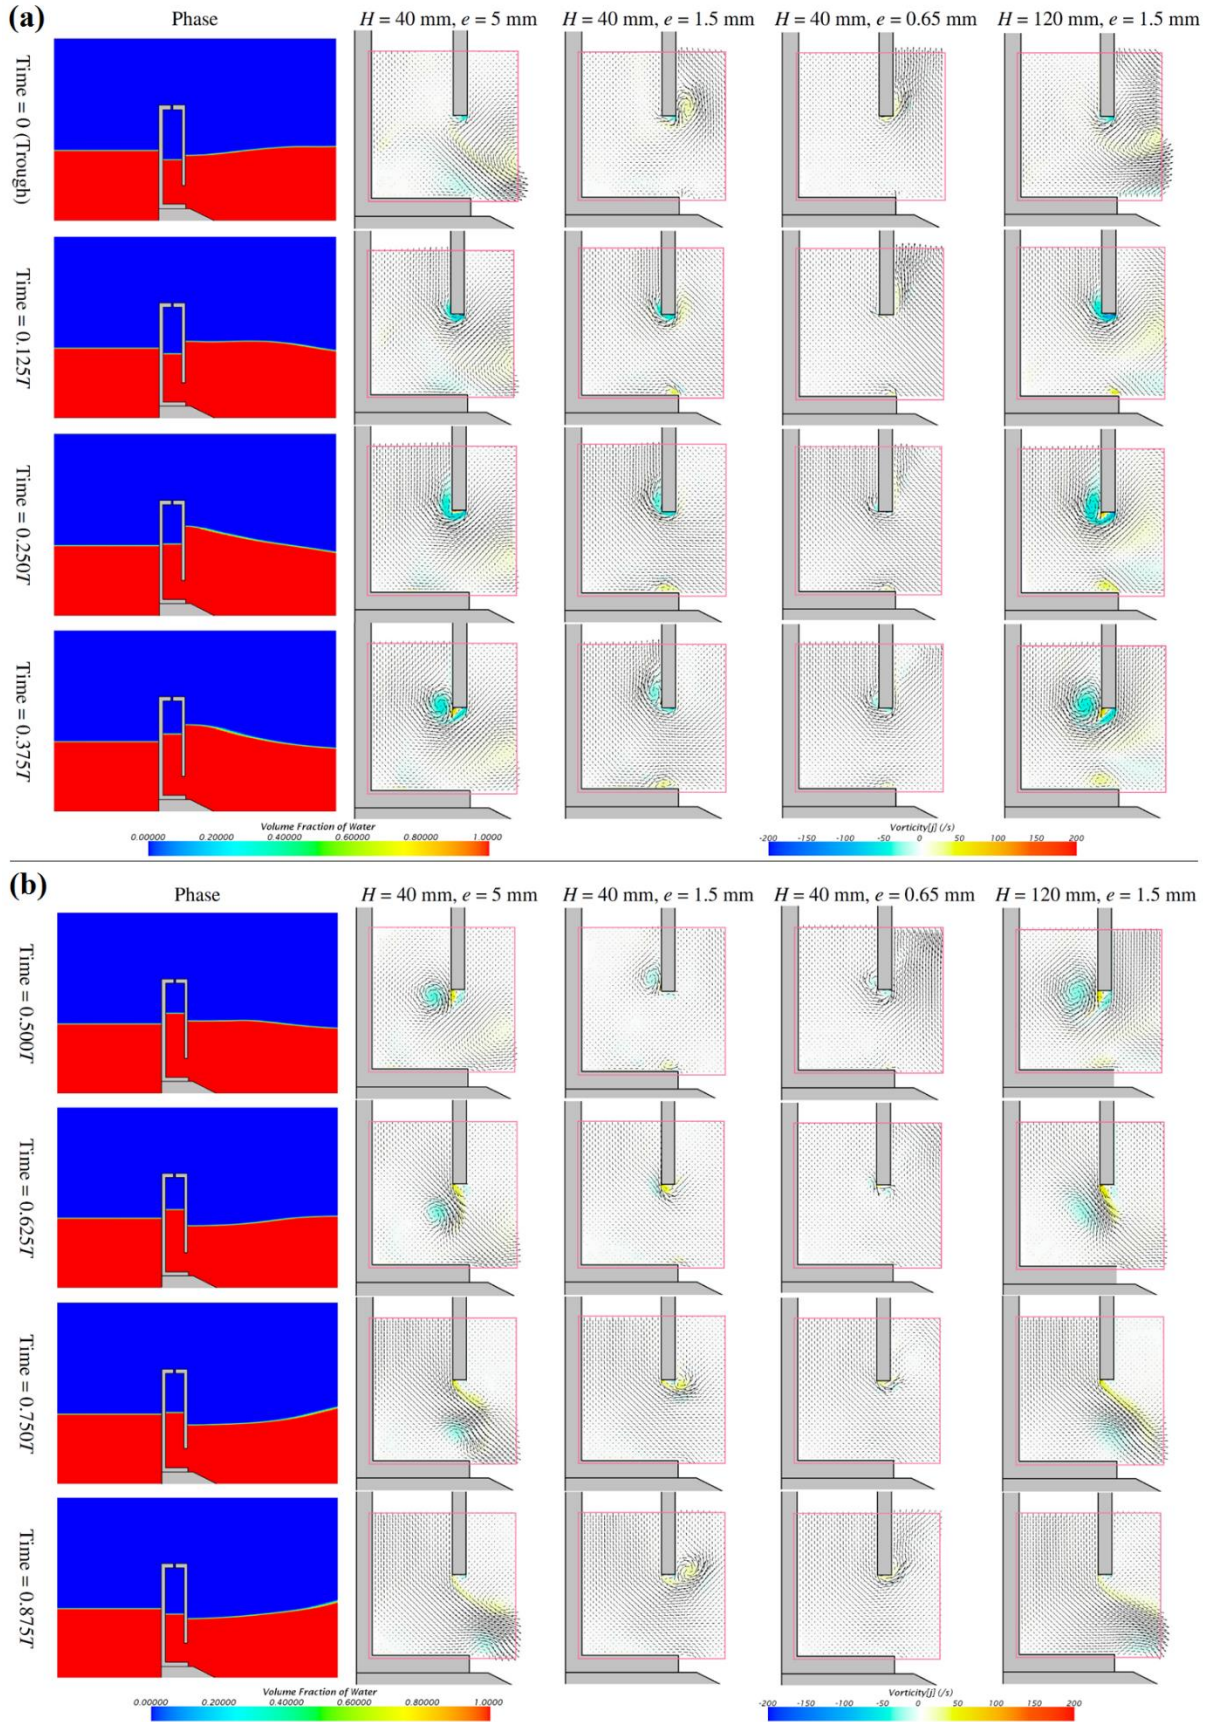 (a)
Phase
H = 40 mm, e = 5 mm
H = 40 mm, e = 1.5 mm
H = 40 mm, e = 0.65 mm
H = 120 mm, e = 1.5 mm
Time = 0 (Trough)
Time = 0.125T
Time = 0.250T
Time = 0.375T
Volume Fraction of Water
0.00000 0.20000 0.40000 0.60000 0.80000 1.0000
Vorticity[j] (/s)
-200 -150 -100 -50 0 50 100 150 200
(b)
Phase
H = 40 mm, e = 5 mm
H = 40 mm, e = 1.5 mm
H = 40 mm, e = 0.65 mm
H = 120 mm, e = 1.5 mm
Time = 0.500T
Time = 0.625T
Time = 0.750T
Time = 0.875T
Volume Fraction of Water
0.00000 0.20000 0.40000 0.60000 0.80000 1.0000
Vorticity[j] (/s)
-200 -150 -100 -50 0 50 100 150 200